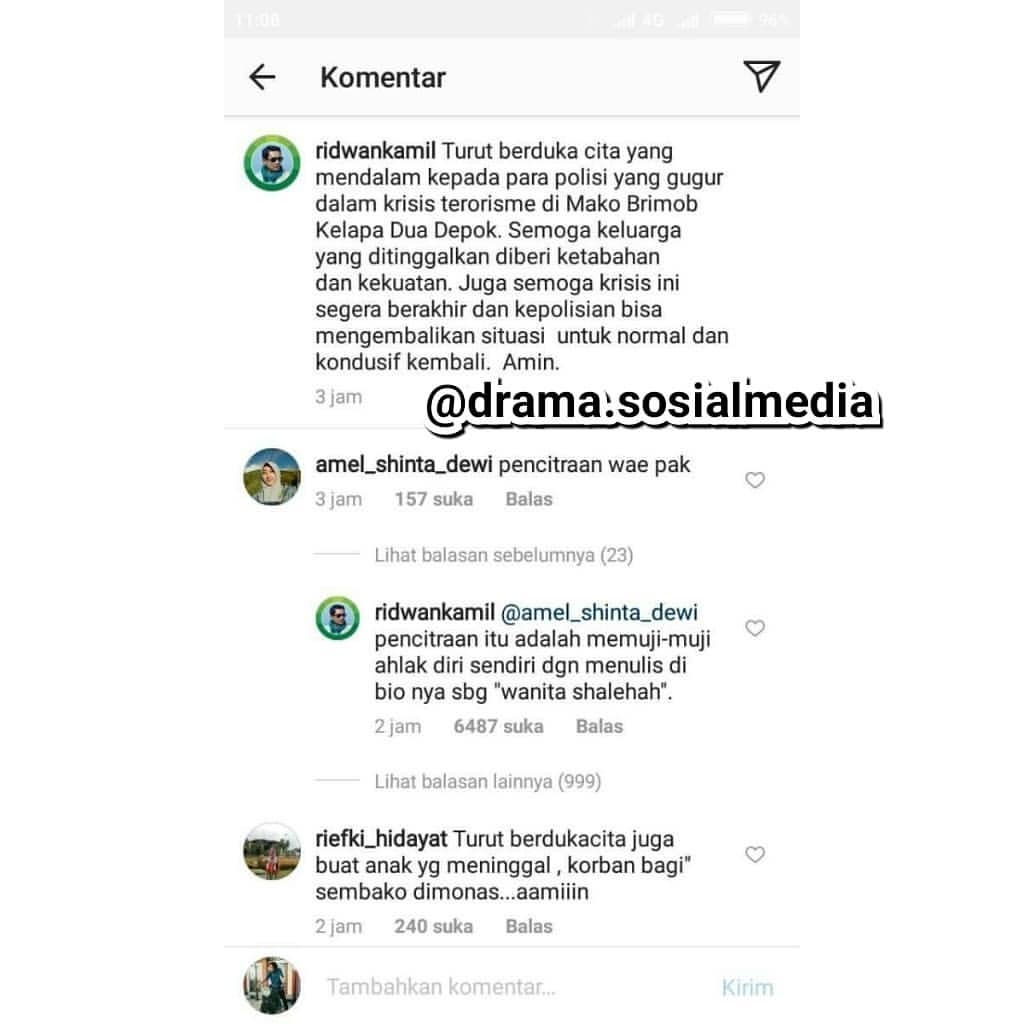 11:00 4G 96%
Komentar
ridwankamil Turut berduka cita yang
mendalam kepada para polisi yang gugur
dalam krisis terorisme di Mako Brimob
Kelapa Dua Depok. Semoga keluarga
yang ditinggalkan diberi ketabahan
dan kekuatan. Juga semoga krisis ini
segera berakhir dan kepolisian bisa
mengembalikan situasi  untuk normal dan
kondusif kembali.  Amin.
3 jam
@drama.sosialmedia
amel_shinta_dewi pencitraan wae pak
3 jam 157 suka Balas
Lihat balasan sebelumnya (23)
ridwankamil @amel_shinta_dewi
pencitraan itu adalah memuji-muji
ahlak diri sendiri dgn menulis di
bio nya sbg "wanita shalehah".
2 jam 6487 suka Balas
Lihat balasan lainnya (999)
riefki_hidayat Turut berdukacita juga
buat anak yg meninggal , korban bagi"
sembako dimonas...aamiiin
2 jam 240 suka Balas
Tambahkan komentar... Kirim